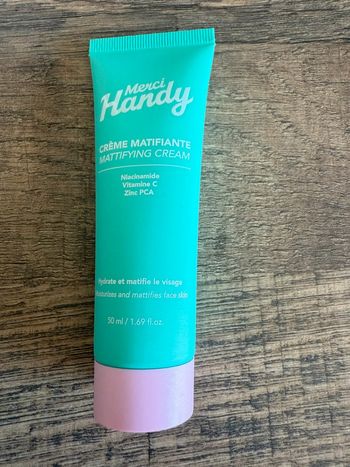 Merci
Handy
CRÈME MATIFIANTE
MATTIFYING CREAM
Niacinamide
Vitamine C
Zinc PCA
Hydrate et matifie le visage
Moisturizes and mattifies face skin
50 ml / 1.69 fl.oz.